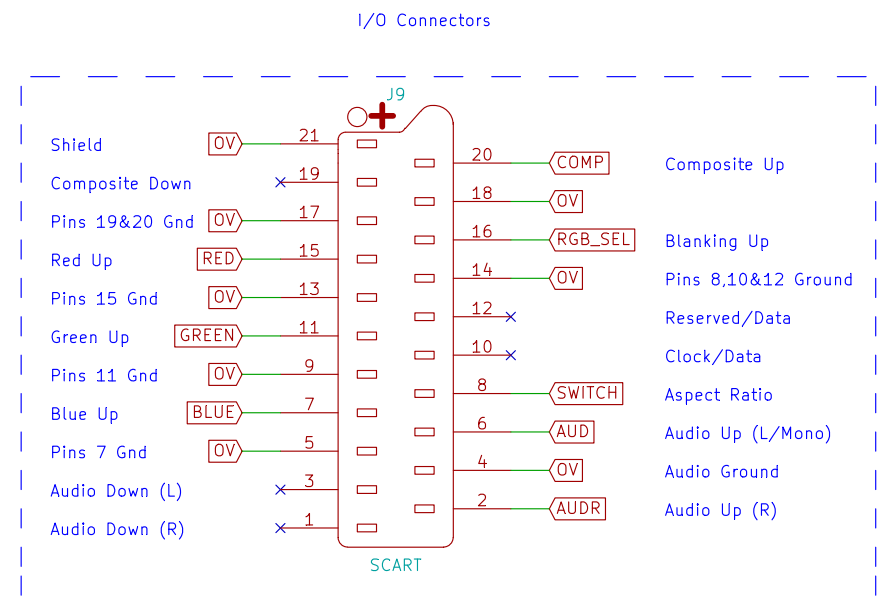 I/O Connectors
J9
Shield 0V 21
20 COMP Composite Up
Composite Down 19
18 0V
Pins 19&20 Gnd 0V 17
16 RGB_SEL Blanking Up
Red Up RED 15
14 0V Pins 8,10&12 Ground
Pins 15 Gnd 0V 13
12 Reserved/Data
Green Up GREEN 11
10 Clock/Data
Pins 11 Gnd 0V 9
8 SWITCH Aspect Ratio
Blue Up BLUE 7
6 AUD Audio Up (L/Mono)
Pins 7 Gnd 0V 5
4 0V Audio Ground
Audio Down (L) 3
2 AUDR Audio Up (R)
Audio Down (R) 1
SCART